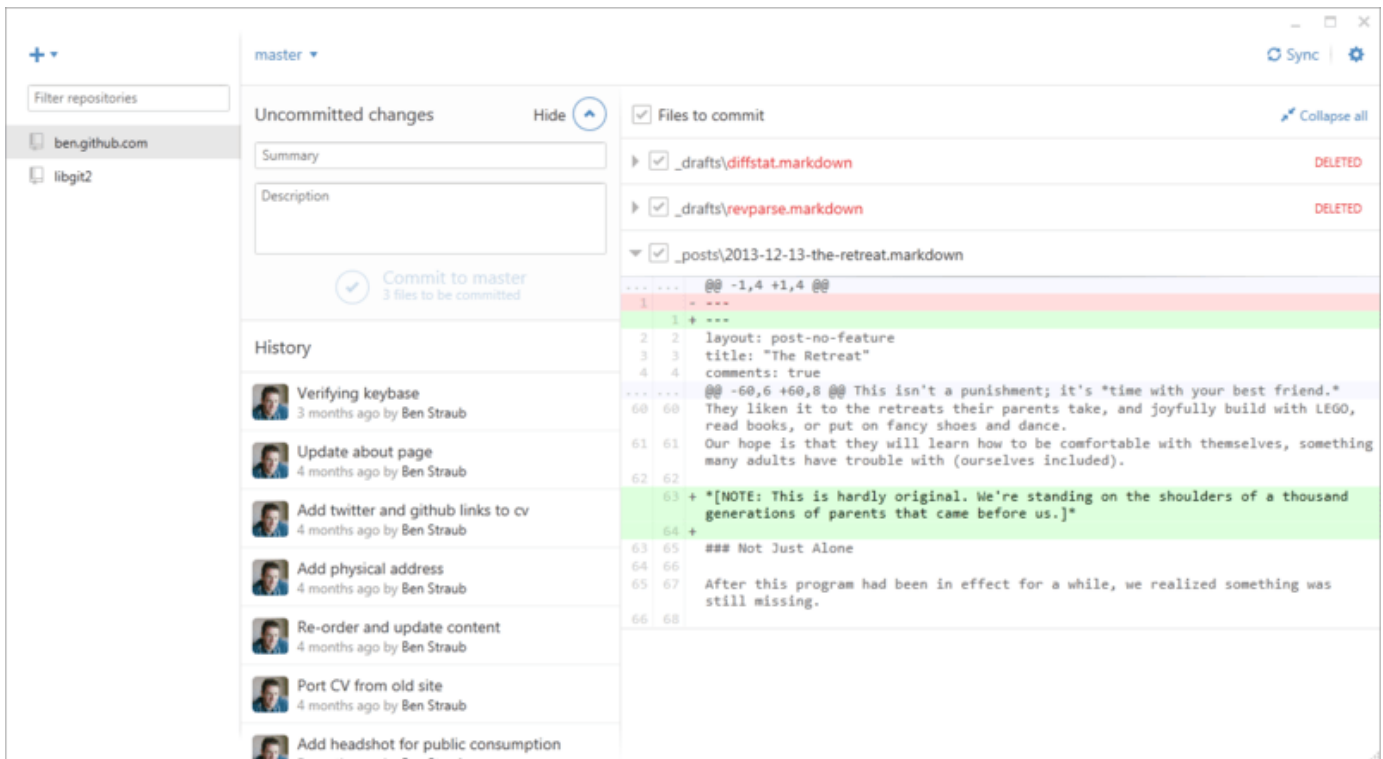 master
Sync
Filter repositories
ben.github.com
libgit2
Uncommitted changes
Hide
Summary
Description
Commit to master
3 files to be committed
History
Verifying keybase
3 months ago by Ben Straub
Update about page
4 months ago by Ben Straub
Add twitter and github links to cv
4 months ago by Ben Straub
Add physical address
4 months ago by Ben Straub
Re-order and update content
4 months ago by Ben Straub
Port CV from old site
4 months ago by Ben Straub
Add headshot for public consumption
Files to commit
Collapse all
_drafts\diffstat.markdown DELETED
_drafts\revparse.markdown DELETED
_posts\2013-12-13-the-retreat.markdown
... ... @@ -1,4 +1,4 @@
1 - ---
1 + ---
2 2 layout: post-no-feature
3 3 title: "The Retreat"
4 4 comments: true
... ... @@ -60,6 +60,8 @@ This isn't a punishment; it's *time with your best friend.*
60 60 They liken it to the retreats their parents take, and joyfully build with LEGO,
read books, or put on fancy shoes and dance.
61 61 Our hope is that they will learn how to be comfortable with themselves, something
many adults have trouble with (ourselves included).
62 62
63 + *[NOTE: This is hardly original. We're standing on the shoulders of a thousand
generations of parents that came before us.]*
64 +
63 65 ### Not Just Alone
64 66
65 67 After this program had been in effect for a while, we realized something was
still missing.
66 68